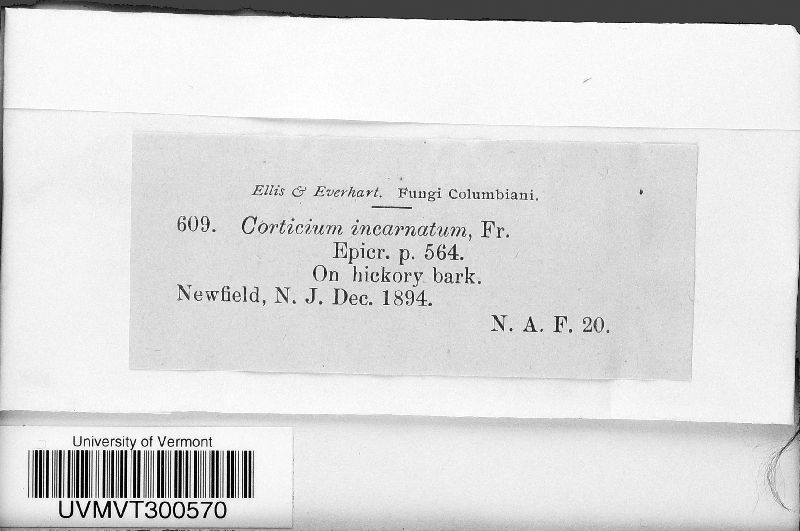 Ellis & Everhart. Fungi Columbiani.
609. Corticium incarnatum, Fr.
Epicr. p. 564.
On hickory bark.
Newfield, N. J. Dec. 1894.
N. A. F. 20.
University of Vermont
UVMVT300570